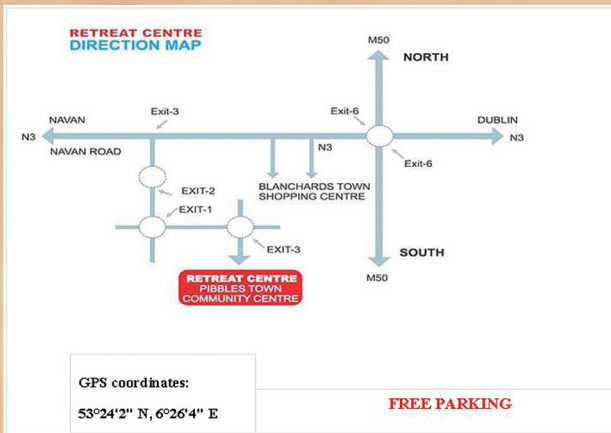 RETREAT CENTRE
DIRECTION MAP
M50
NORTH
Exit-3
Exit-6
NAVAN
DUBLIN
N3
N3
NAVAN ROAD
N3
Exit-6
EXIT-2
BLANCHARDS TOWN
SHOPPING CENTRE
EXIT-1
EXIT-3
SOUTH
RETREAT CENTRE
PIBBLES TOWN
COMMUNITY CENTRE
M50
GPS coordinates:
53°24'2" N, 6°26'4" E
FREE PARKING